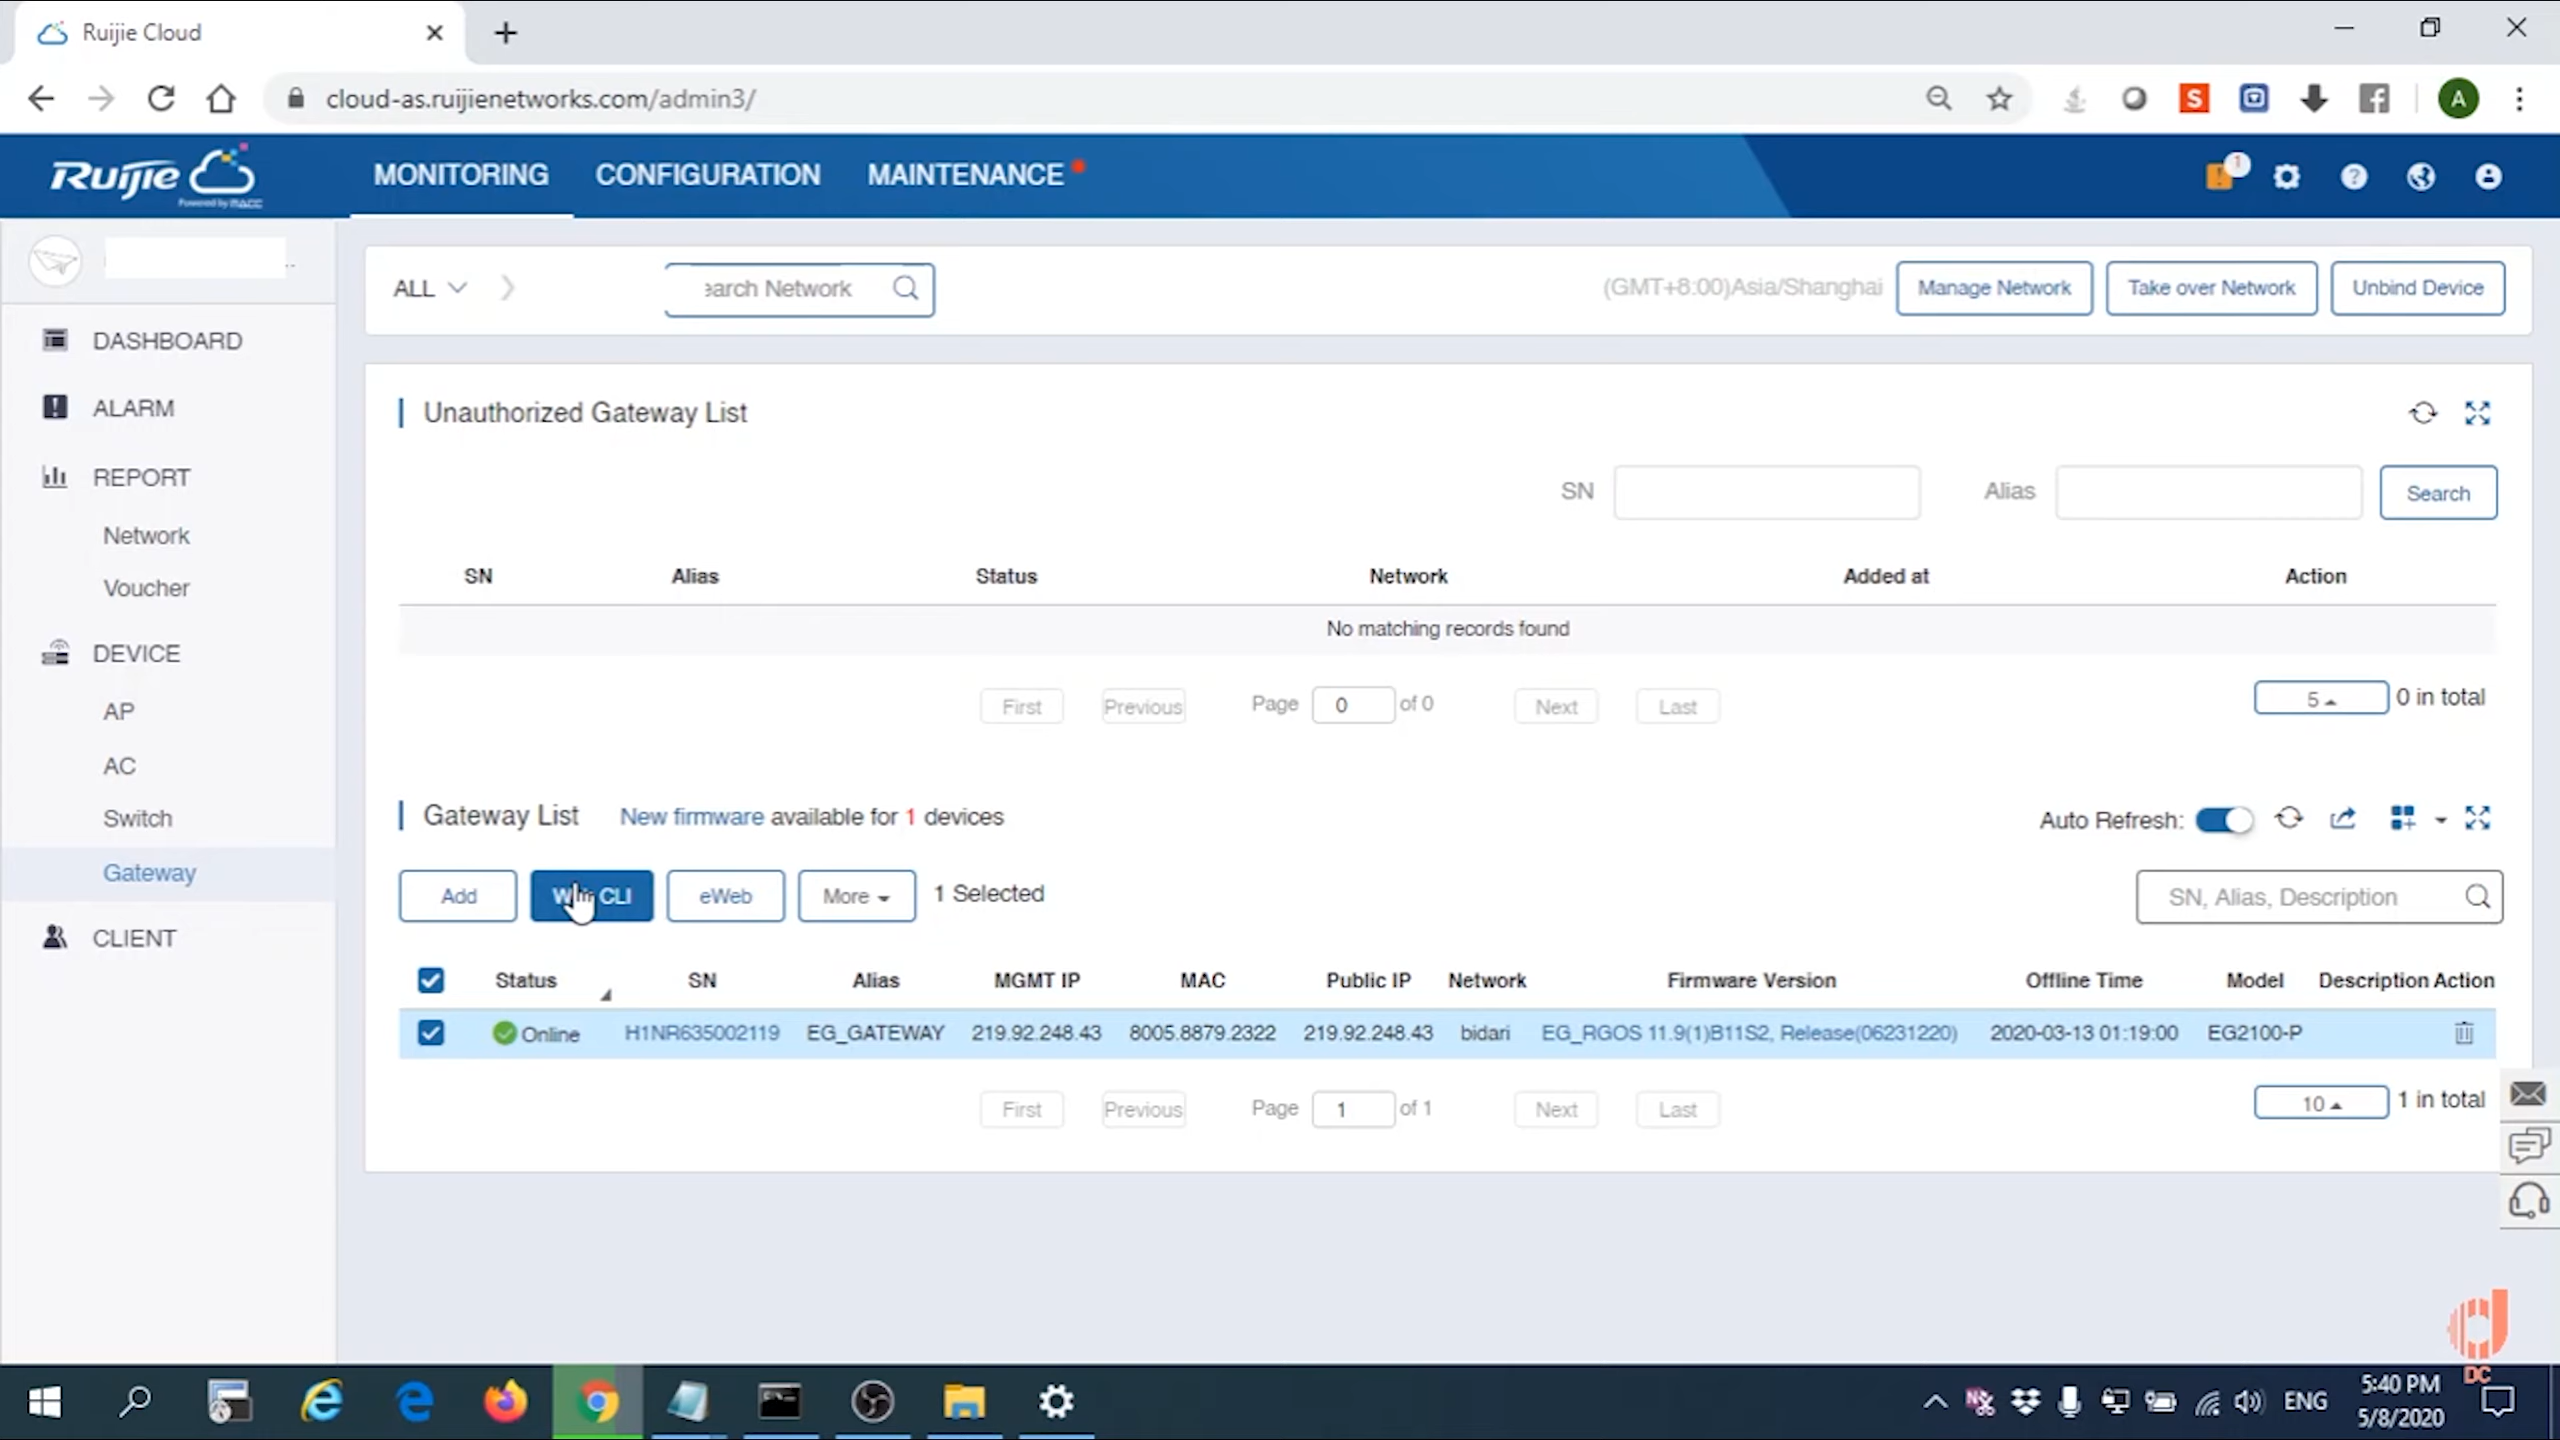 Ruijie Cloud
cloud-as.ruijienetworks.com/admin3/
A
Ruijie
Powered by MACC
MONITORING CONFIGURATION MAINTENANCE
1
..
ALL
earch Network
(GMT+8:00)Asia/Shanghai Manage Network Take over Network Unbind Device
DASHBOARD
ALARM
REPORT
Network
Voucher
DEVICE
AP
AC
Switch
Gateway
CLIENT
Unauthorized Gateway List
SN Alias Search
SN Alias Status Network Added at Action
No matching records found
First Previous Page 0 of 0 Next Last 5 0 in total
Gateway List New firmware available for 1 devices Auto Refresh:
Add CLI eWeb More 1 Selected SN, Alias, Description
Status SN Alias MGMT IP MAC Public IP Network Firmware Version Offline Time Model Description Action
Online H1NR635002119 EG_GATEWAY 219.92.248.43 8005.8879.2322 219.92.248.43 bidari EG_RGOS 11.9(1)B11S2, Release(06231220) 2020-03-13 01:19:00 EG2100-P
First Previous Page 1 of 1 Next Last 10 1 in total
DC
ENG
5:40 PM
5/8/2020